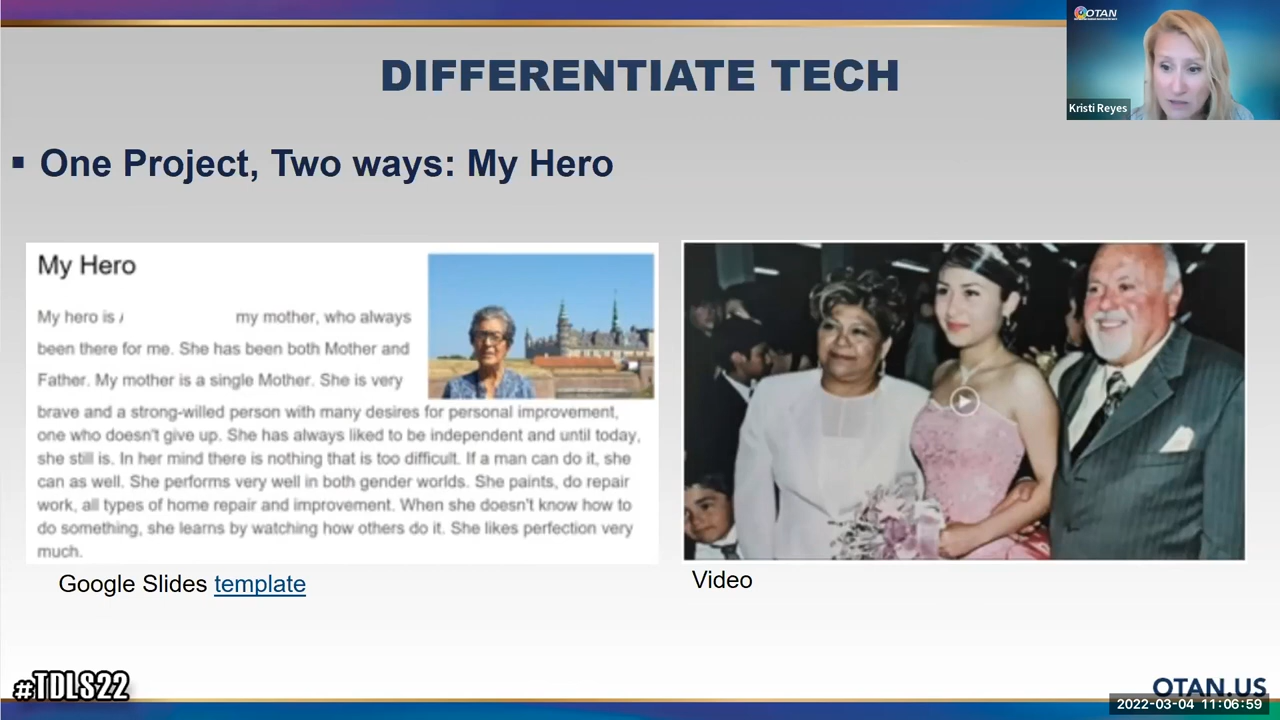 OTAN
DIFFERENTIATE TECH
Kristi Reyes
▪ One Project, Two ways: My Hero
My Hero
My hero is my mother, who always
been there for me. She has been both Mother and
Father. My mother is a single Mother. She is very
brave and a strong-willed person with many desires for personal improvement,
one who doesn't give up. She has always liked to be independent and until today,
she still is. In her mind there is nothing that is too difficult. If a man can do it, she
can as well. She performs very well in both gender worlds. She paints, do repair
work, all types of home repair and improvement. When she doesn't know how to
do something, she learns by watching how others do it. She likes perfection very
much.
Google Slides template
Video
#TDLS22
OTAN.US
2022-03-04 11:06:59